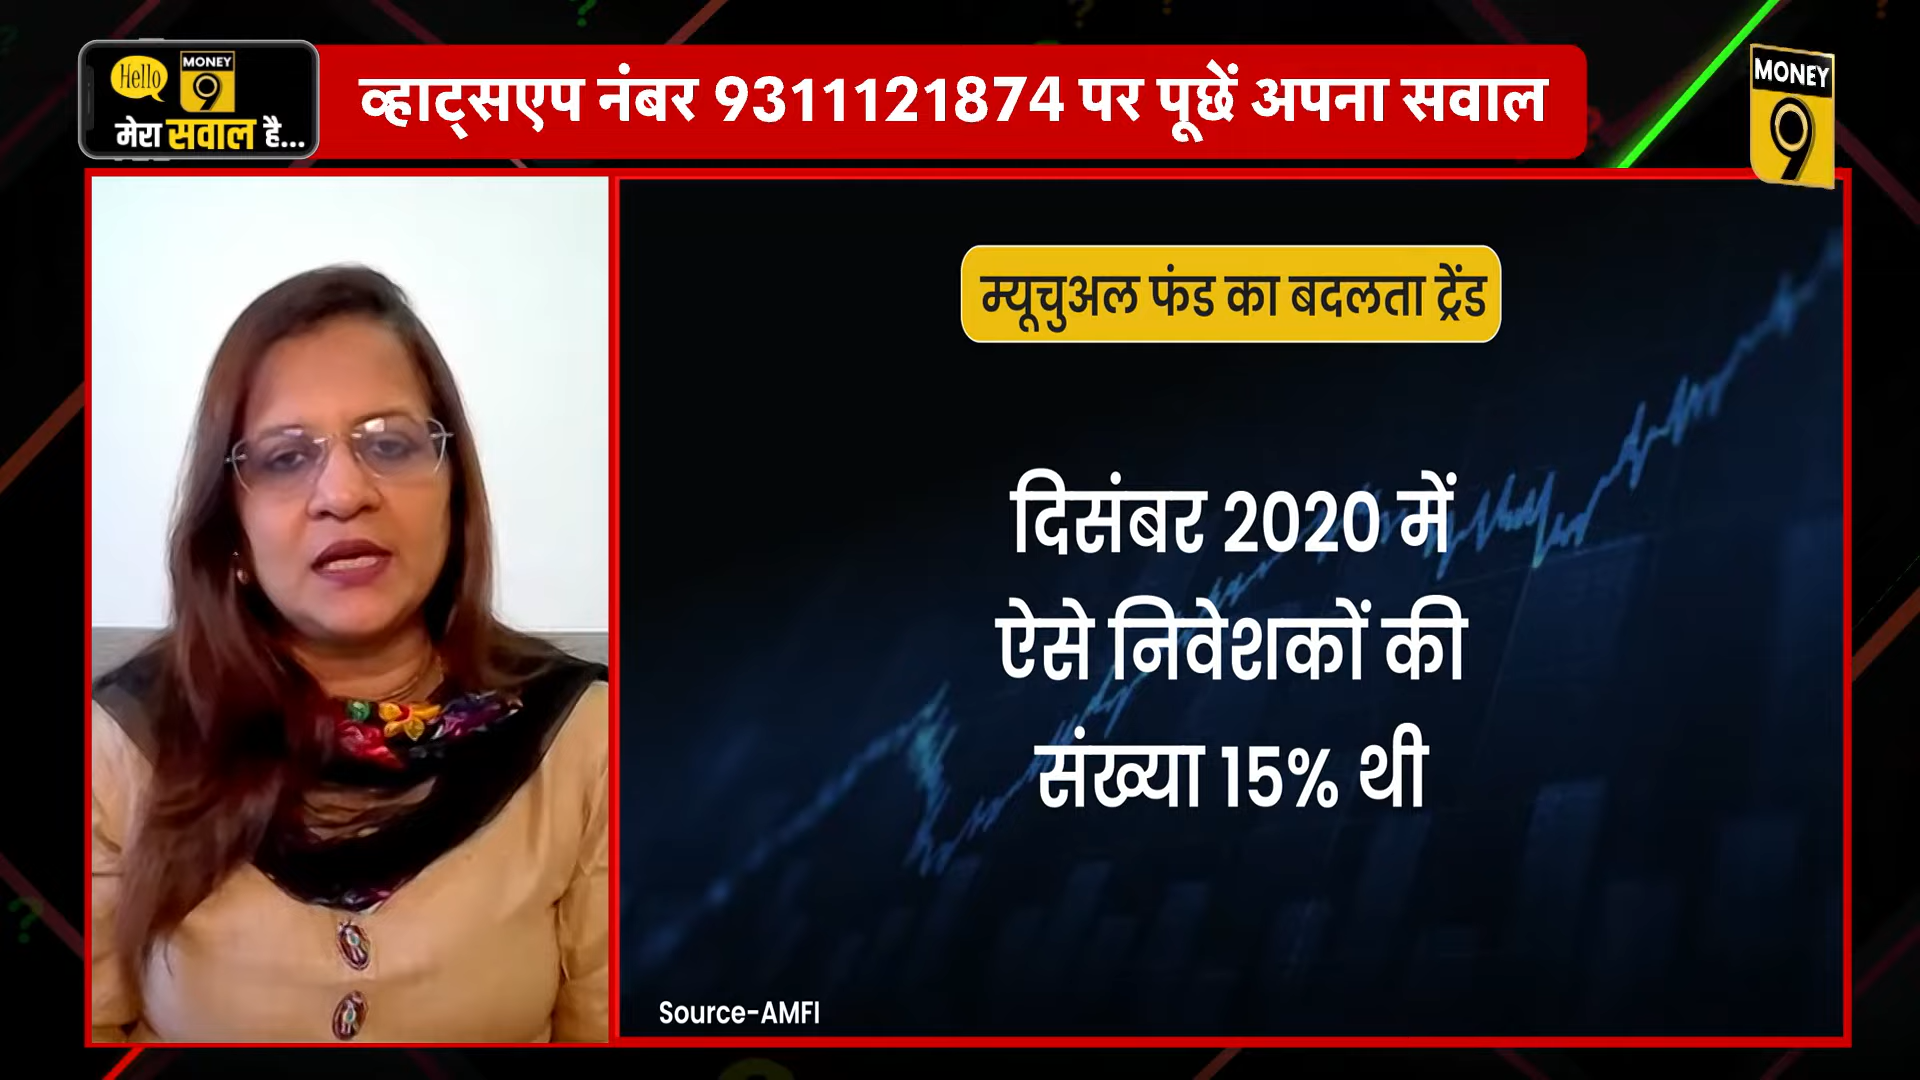 Hello
MONEY
9
मेरा सवाल है...
व्हाट्सएप नंबर 9311121874 पर पूछें अपना सवाल
MONEY
9
म्यूचुअल फंड का बदलता ट्रेंड
दिसंबर 2020 में
ऐसे निवेशकों की
संख्या 15% थी
Source-AMFI